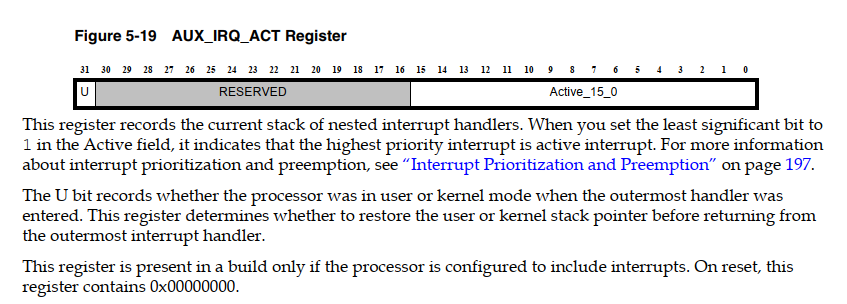 Figure 5-19 AUX_IRQ_ACT Register
31 30 29 28 27 26 25 24 23 22 21 20 19 18 17 16 15 14 13 12 11 10 9 8 7 6 5 4 3 2 1 0
U RESERVED Active_15_0
This register records the current stack of nested interrupt handlers. When you set the least significant bit to
1 in the Active field, it indicates that the highest priority interrupt is active interrupt. For more information
about interrupt prioritization and preemption, see “Interrupt Prioritization and Preemption” on page 197.
The U bit records whether the processor was in user or kernel mode when the outermost handler was
entered. This register determines whether to restore the user or kernel stack pointer before returning from
the outermost interrupt handler.
This register is present in a build only if the processor is configured to include interrupts. On reset, this
register contains 0x00000000.